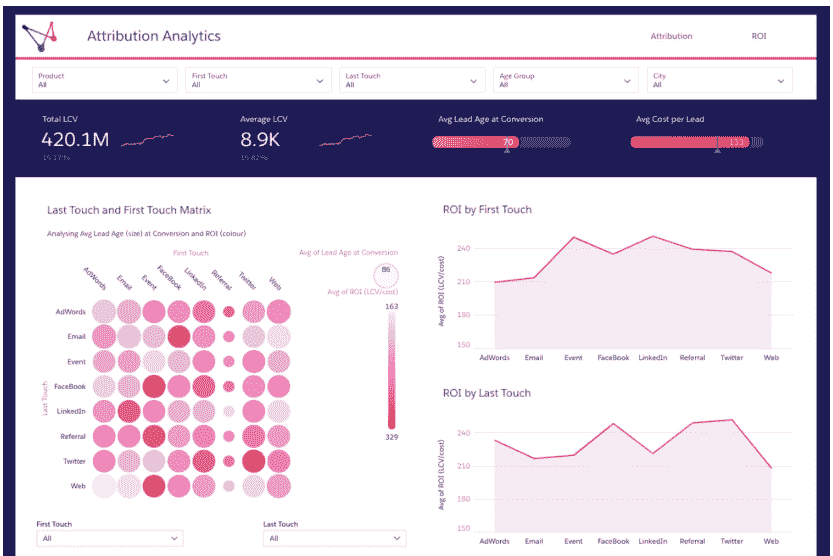 Attribution Analytics
Attribution
ROI
Product
All
First Touch
All
Last Touch
All
Age Group
All
City
All
Total LCV
420.1M
Average LCV
8.9K
Avg Lead Age at Conversion
70
Avg Cost per Lead
Last Touch and First Touch Matrix
Analysing Avg Lead Age (size) at Conversion and ROI (colour)
First Touch
AdWords Email Event FaceBook LinkedIn Referral Twitter Web
Last Touch
AdWords
Email
Event
FaceBook
LinkedIn
Referral
Twitter
Web
Avg of Lead Age at Conversion
86
Avg of ROI (LCV/cost)
163
329
First Touch
All
Last Touch
All
ROI by First Touch
Avg of ROI (LCV/cost)
240
210
180
150
AdWords Email Event FaceBook LinkedIn Referral Twitter Web
ROI by Last Touch
Avg of ROI (LCV/cost)
240
210
180
150
AdWords Email Event FaceBook LinkedIn Referral Twitter Web